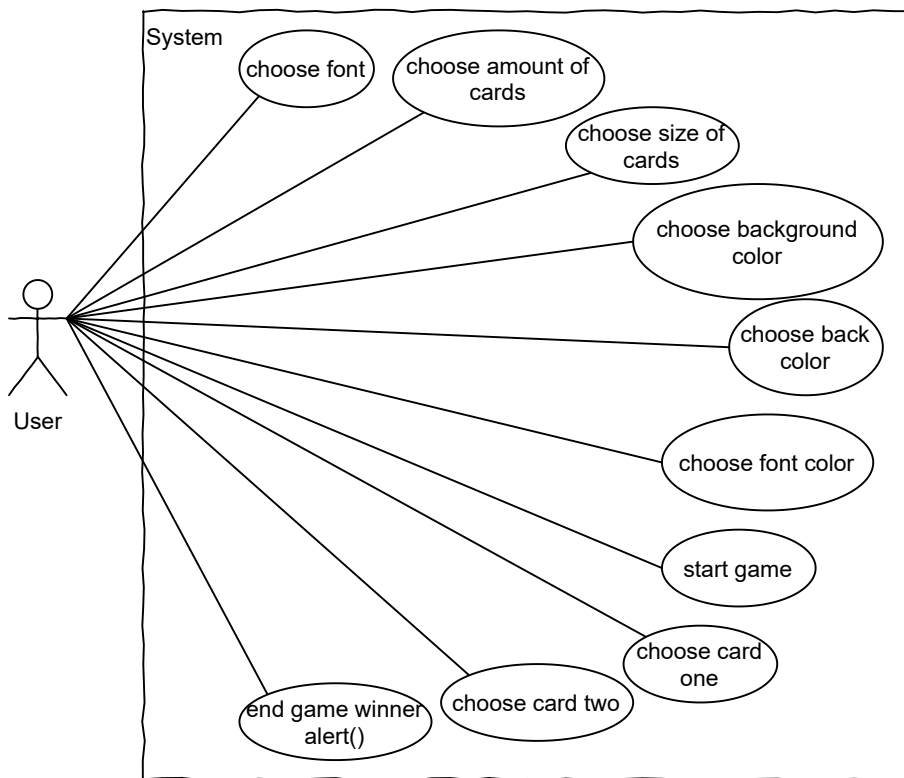 System
choose font
choose amount of
cards
choose size of
cards
choose background
color
choose back
color
User
choose font color
start game
choose card
one
choose card two
end game winner
alert()